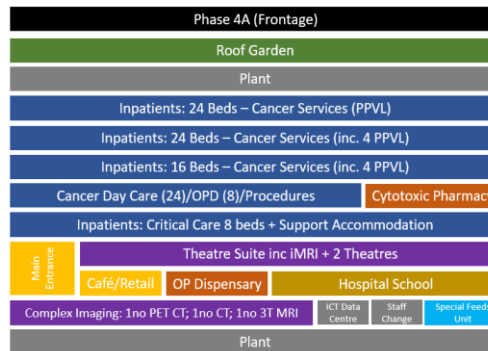 Phase 4A (Frontage)
Roof Garden
Plant
Inpatients: 24 Beds – Cancer Services (PPVL)
Inpatients: 24 Beds – Cancer Services (inc. 4 PPVL)
Inpatients: 16 Beds – Cancer Services (inc. 4 PPVL)
Cancer Day Care (24)/OPD (8)/Procedures
Cytotoxic Pharmacy
Inpatients: Critical Care 8 beds + Support Accommodation
Main
Entrance
Theatre Suite inc iMRI + 2 Theatres
Café/Retail
OP Dispensary
Hospital School
Complex Imaging: 1no PET CT; 1no CT; 1no 3T MRI
ICT Data
Centre
Staff
Change
Special Feeds
Unit
Plant